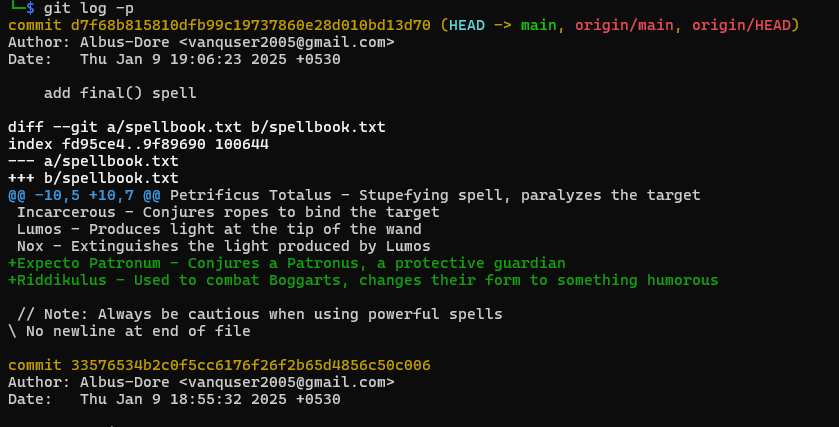 └─$ git log -p
commit d7f68b815810dfb99c19737860e28d010bd13d70 (HEAD -> main, origin/main, origin/HEAD)
Author: Albus-Dore <vanquser2005@gmail.com>
Date:   Thu Jan 9 19:06:23 2025 +0530

    add final() spell

diff --git a/spellbook.txt b/spellbook.txt
index fd95ce4..9f89690 100644
--- a/spellbook.txt
+++ b/spellbook.txt
@@ -10,5 +10,7 @@ Petrificus Totalus - Stupefying spell, paralyzes the target
 Incarcerous - Conjures ropes to bind the target
 Lumos - Produces light at the tip of the wand
 Nox - Extinguishes the light produced by Lumos
+Expecto Patronum - Conjures a Patronus, a protective guardian
+Riddikulus - Used to combat Boggarts, changes their form to something humorous

 // Note: Always be cautious when using powerful spells
\ No newline at end of file

commit 33576534b2c0f5cc6176f26f2b65d4856c50c006
Author: Albus-Dore <vanquser2005@gmail.com>
Date:   Thu Jan 9 18:55:32 2025 +0530